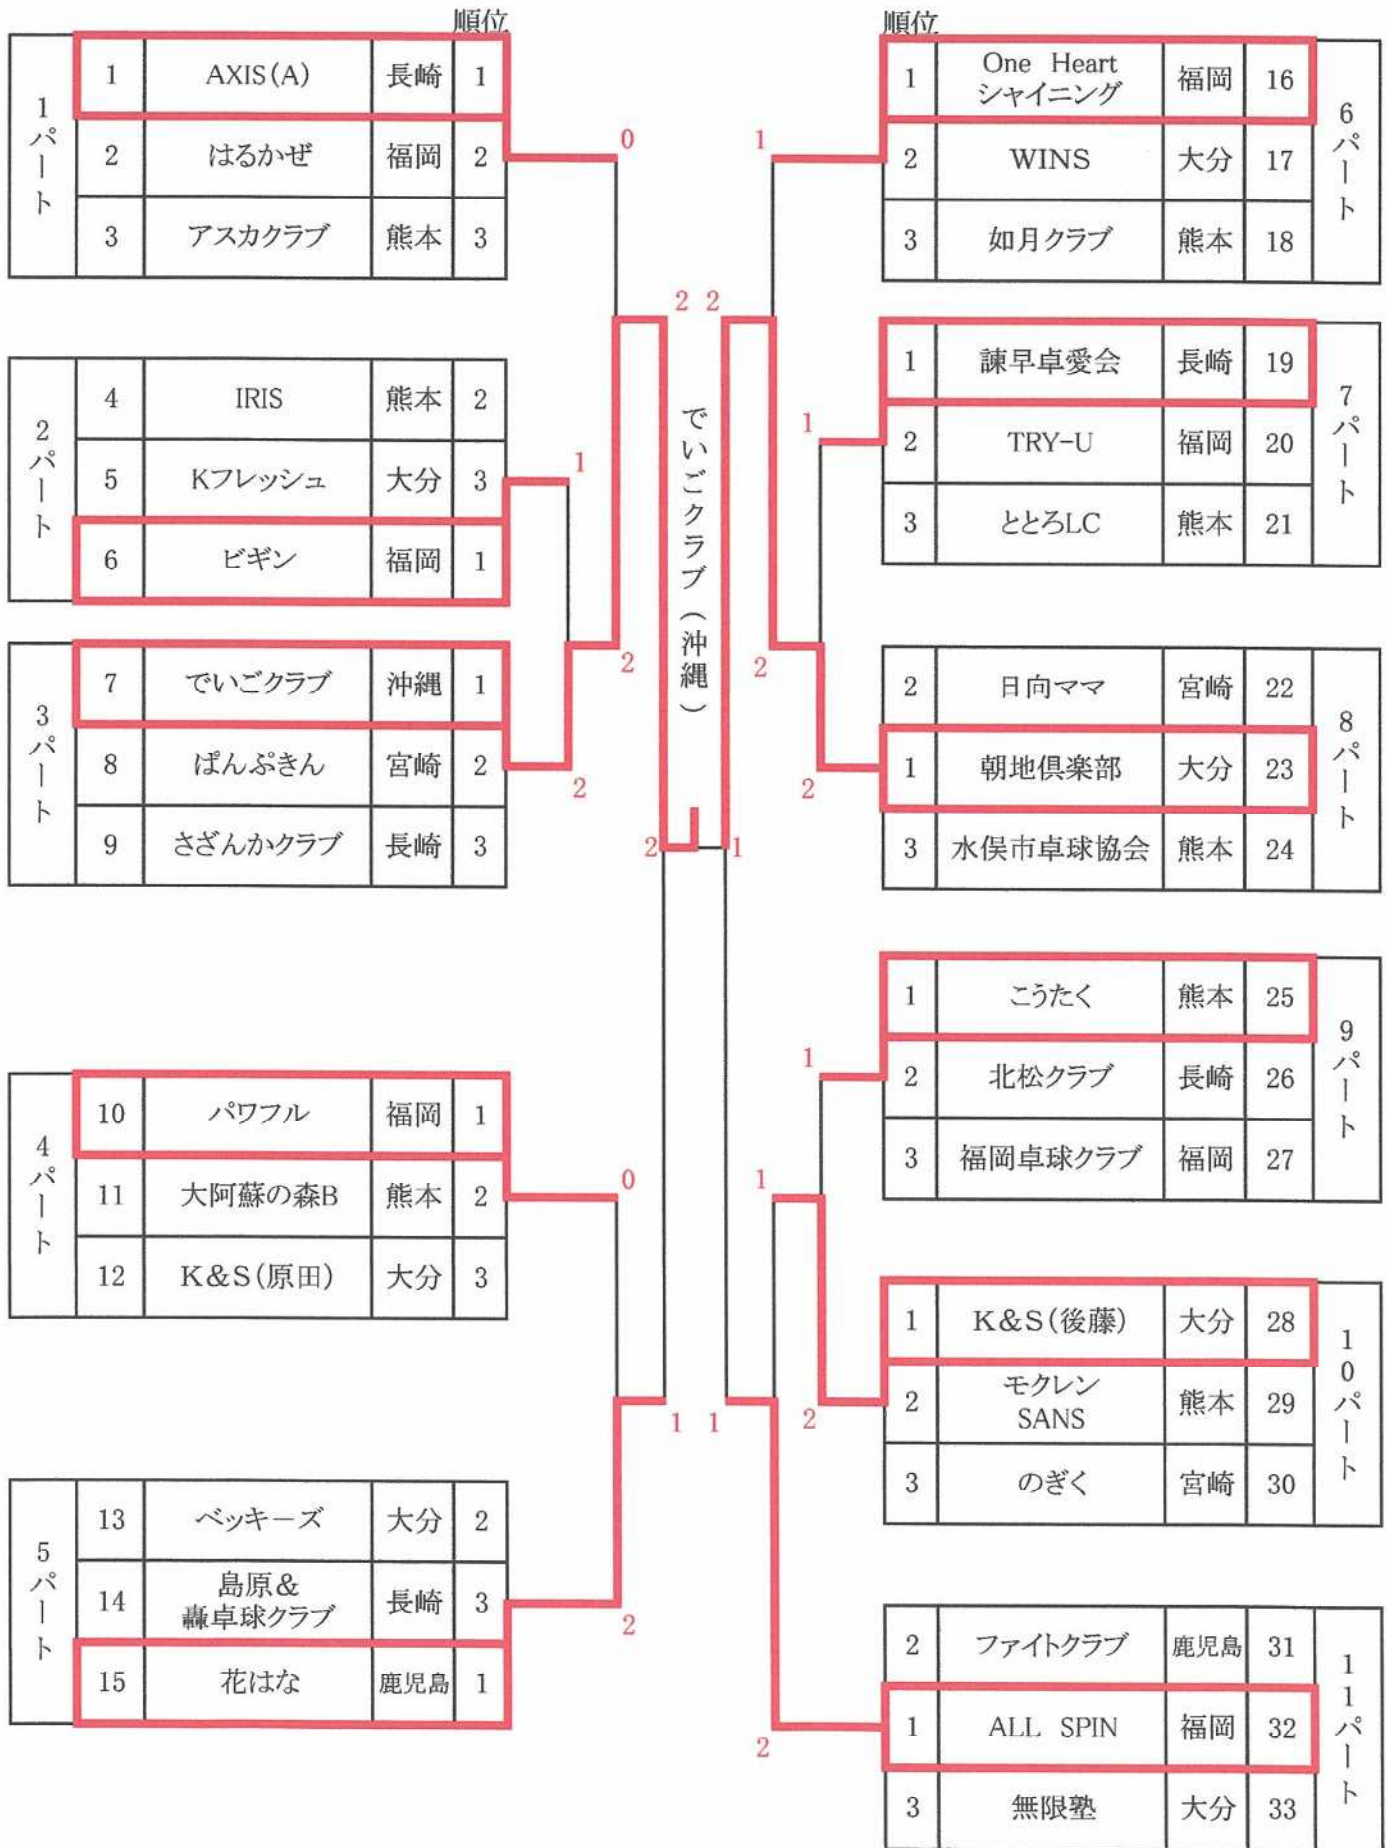 順位
1パート
1 AXIS(A) 長崎 1
2 はるかぜ 福岡 2
3 アスカクラブ 熊本 3
2パート
4 IRIS 熊本 2
5 Kフレッシュ 大分 3
6 ビギン 福岡 1
3パート
7 でいごクラブ 沖縄 1
8 ぱんぷきん 宮崎 2
9 さざんかクラブ 長崎 3
4パート
10 パワフル 福岡 1
11 大阿蘇の森B 熊本 2
12 K&S(原田) 大分 3
5パート
13 ベッキーズ 大分 2
14 島原&
轟卓球クラブ 長崎 3
15 花はな 鹿児島 1
0
1
2
2
0
2
2 2
でいごクラブ(沖縄)
2 1
1 1
1
1
2
2
1
1
2
2
順位
1 One Heart
シャイニング 福岡 16
2 WINS 大分 17
3 如月クラブ 熊本 18
6パート
1 諫早卓愛会 長崎 19
2 TRY-U 福岡 20
3 ととろLC 熊本 21
7パート
2 日向ママ 宮崎 22
1 朝地倶楽部 大分 23
3 水俣市卓球協会 熊本 24
8パート
1 こうたく 熊本 25
2 北松クラブ 長崎 26
3 福岡卓球クラブ 福岡 27
9パート
1 K&S(後藤) 大分 28
2 モクレン
SANS 熊本 29
3 のぎく 宮崎 30
10パート
2 ファイトクラブ 鹿児島 31
1 ALL SPIN 福岡 32
3 無限塾 大分 33
11パート